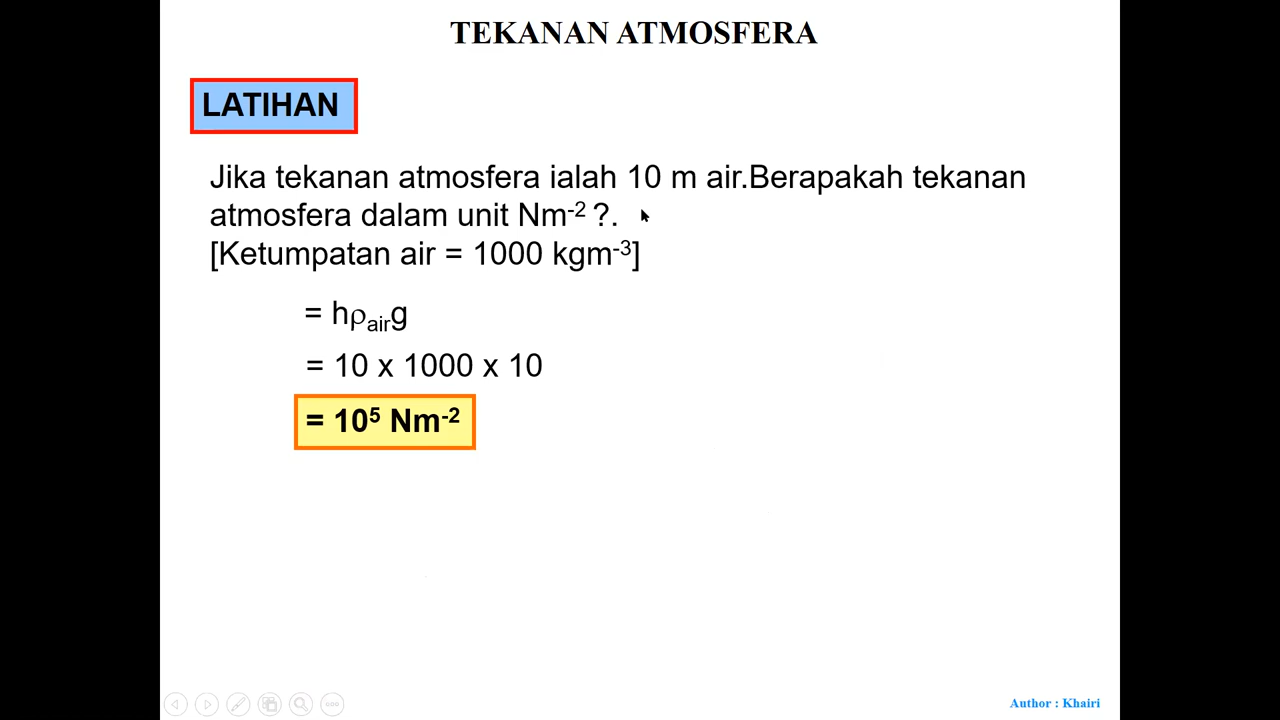 TEKANAN ATMOSFERA
LATIHAN
Jika tekanan atmosfera ialah 10 m air.Berapakah tekanan
atmosfera dalam unit Nm⁻² ?.
[Ketumpatan air = 1000 kgm⁻³]
= hρairg
= 10 x 1000 x 10
= 10⁵ Nm⁻²
Author : Khairi